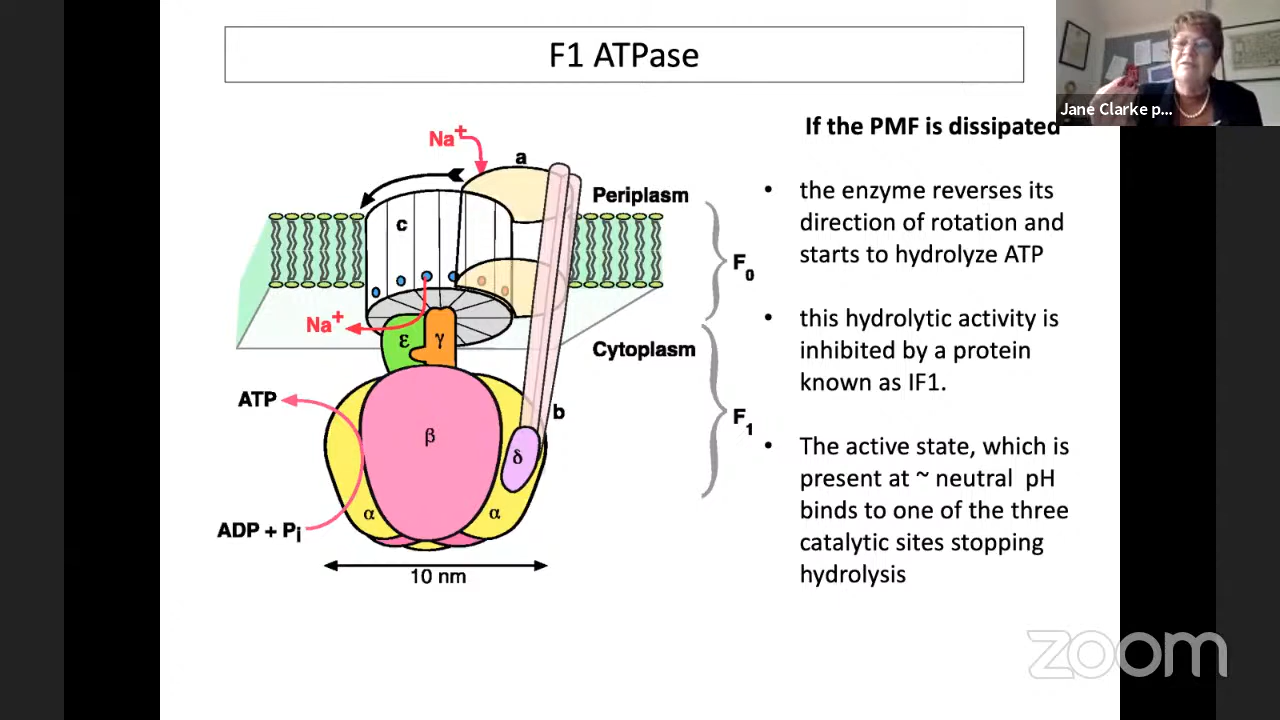 F1 ATPase
Jane Clarke p...
If the PMF is dissipated
• the enzyme reverses its
direction of rotation and
starts to hydrolyze ATP
• this hydrolytic activity is
inhibited by a protein
known as IF1.
• The active state, which is
present at ~ neutral pH
binds to one of the three
catalytic sites stopping
hydrolysis
Na+
a
Periplasm
c
F0
Na+
ε
γ
Cytoplasm
ATP
b
F1
β
δ
α
α
ADP + Pi
10 nm
zoom